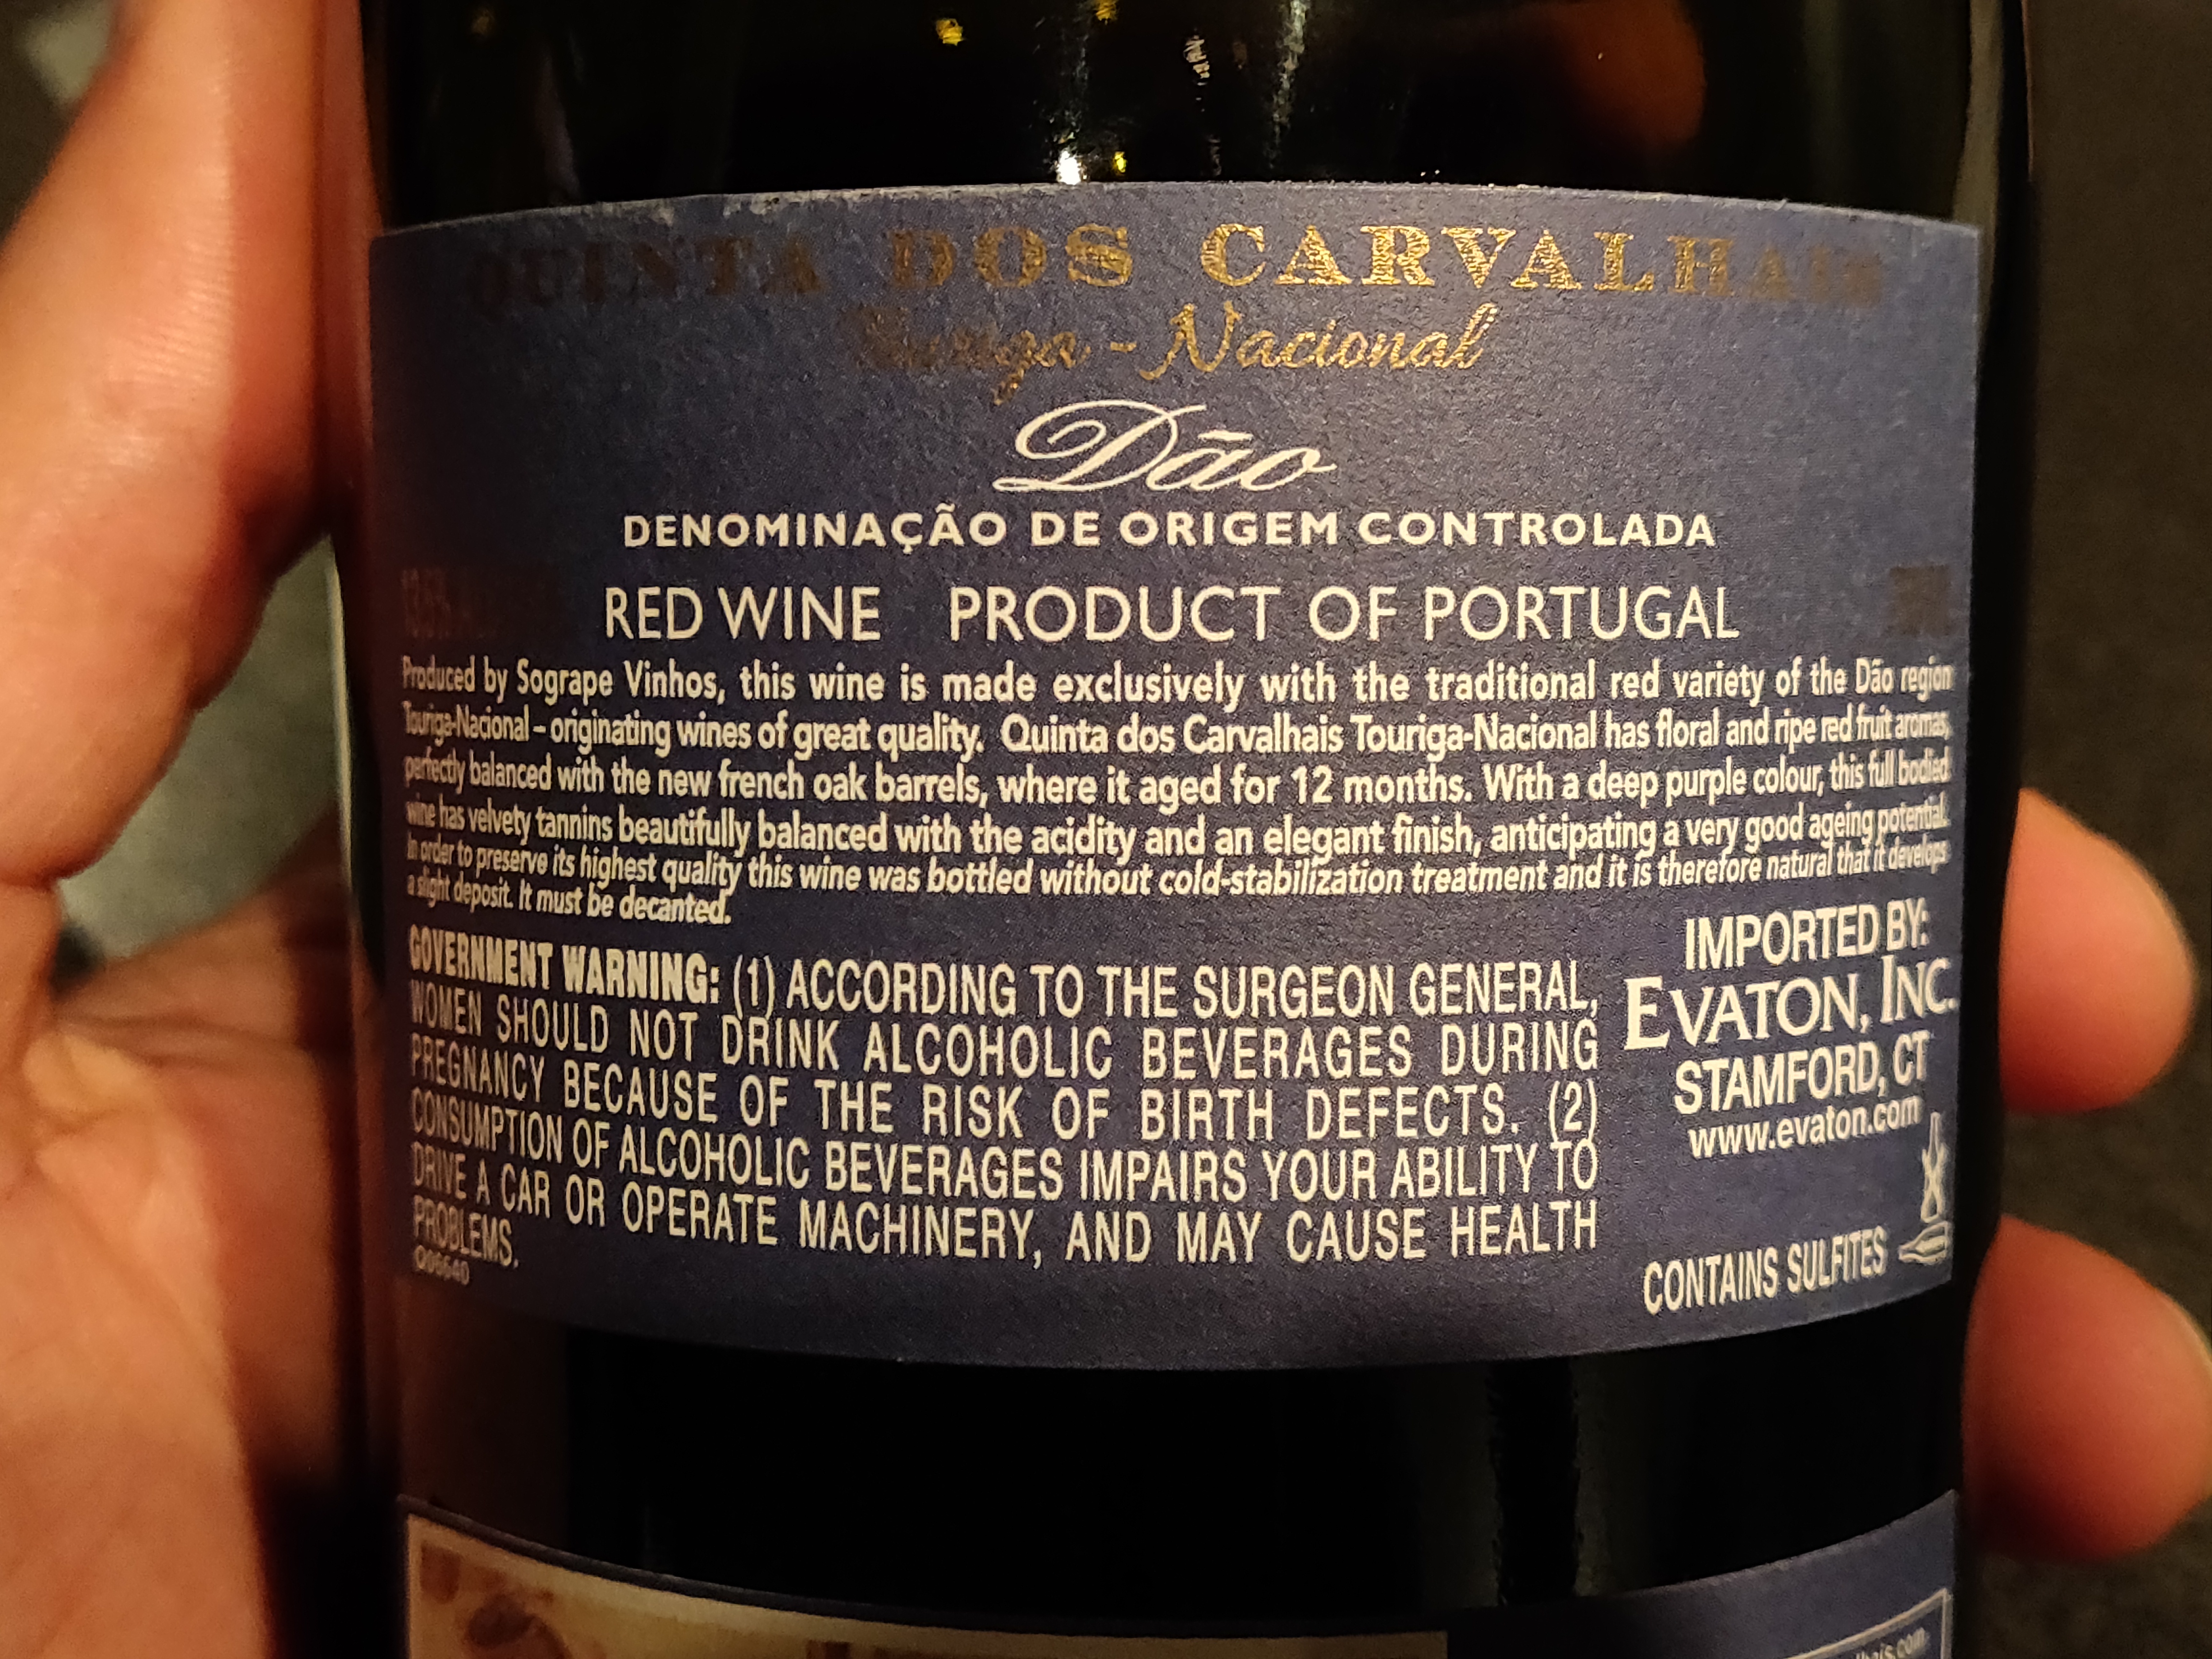 QUINTA DOS CARVALHAIS
Touriga - Nacional
Dão
DENOMINAÇÃO DE ORIGEM CONTROLADA
RED WINE PRODUCT OF PORTUGAL
Produced by Sogrape Vinhos, this wine is made exclusively with the traditional red variety of the Dão region
Touriga-Nacional – originating wines of great quality. Quinta dos Carvalhais Touriga-Nacional has floral and ripe red fruit aromas,
perfectly balanced with the new french oak barrels, where it aged for 12 months. With a deep purple colour, this full bodied
wine has velvety tannins beautifully balanced with the acidity and an elegant finish, anticipating a very good ageing potential.
In order to preserve its highest quality this wine was bottled without cold-stabilization treatment and it is therefore natural that it develops
a slight deposit. It must be decanted.
GOVERNMENT WARNING: (1) ACCORDING TO THE SURGEON GENERAL,
WOMEN SHOULD NOT DRINK ALCOHOLIC BEVERAGES DURING
PREGNANCY BECAUSE OF THE RISK OF BIRTH DEFECTS. (2)
CONSUMPTION OF ALCOHOLIC BEVERAGES IMPAIRS YOUR ABILITY TO
DRIVE A CAR OR OPERATE MACHINERY, AND MAY CAUSE HEALTH
PROBLEMS.
IMPORTED BY:
EVATON, INC.
STAMFORD, CT
www.evaton.com
CONTAINS SULFITES